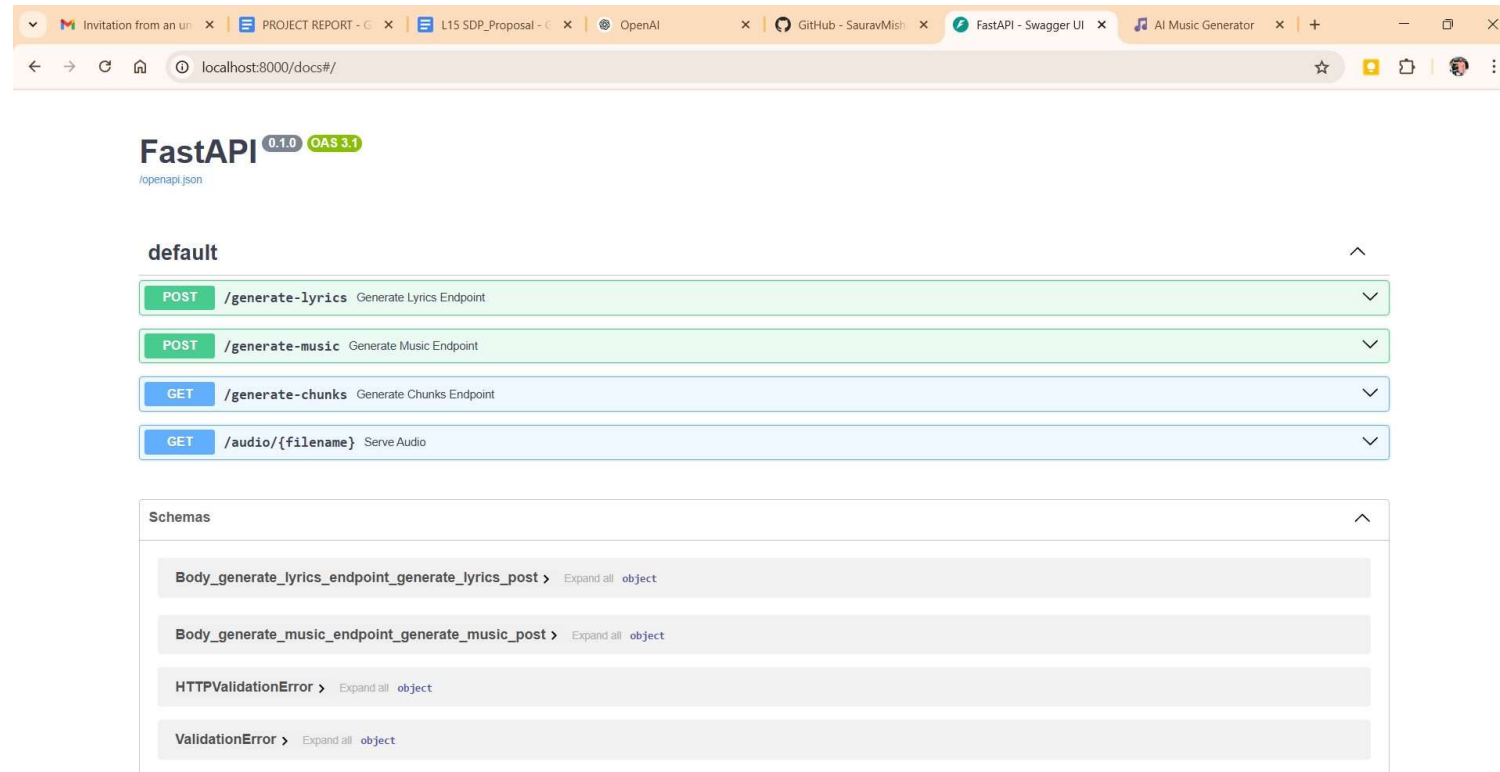 Invitation from an un
PROJECT REPORT - G
L15 SDP_Proposal - G
OpenAI
GitHub - SauravMish
FastAPI - Swagger UI
AI Music Generator
localhost:8000/docs#/
FastAPI 0.1.0 OAS 3.1
/openapi.json
default
POST /generate-lyrics Generate Lyrics Endpoint
POST /generate-music Generate Music Endpoint
GET /generate-chunks Generate Chunks Endpoint
GET /audio/{filename} Serve Audio
Schemas
Body_generate_lyrics_endpoint_generate_lyrics_post Expand all object
Body_generate_music_endpoint_generate_music_post Expand all object
HTTPValidationError Expand all object
ValidationError Expand all object